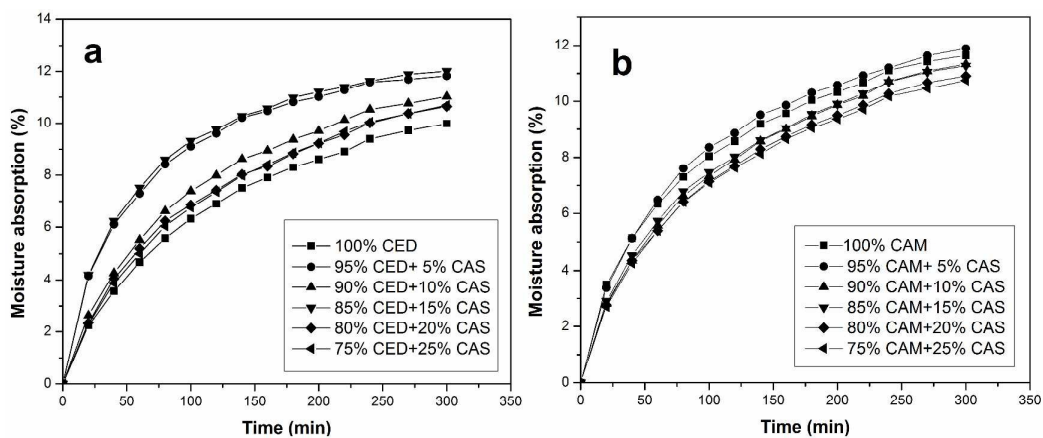 a
Moisture absorption (%)
14
12
10
8
6
4
2
0
100% CED
95% CED+ 5% CAS
90% CED+10% CAS
85% CED+15% CAS
80% CED+20% CAS
75% CED+25% CAS
0 50 100 150 200 250 300 350
Time (min)
b
Moisture absorption (%)
12
10
8
6
4
2
0
100% CAM
95% CAM+ 5% CAS
90% CAM+10% CAS
85% CAM+15% CAS
80% CAM+20% CAS
75% CAM+25% CAS
0 50 100 150 200 250 300 350
Time (min)